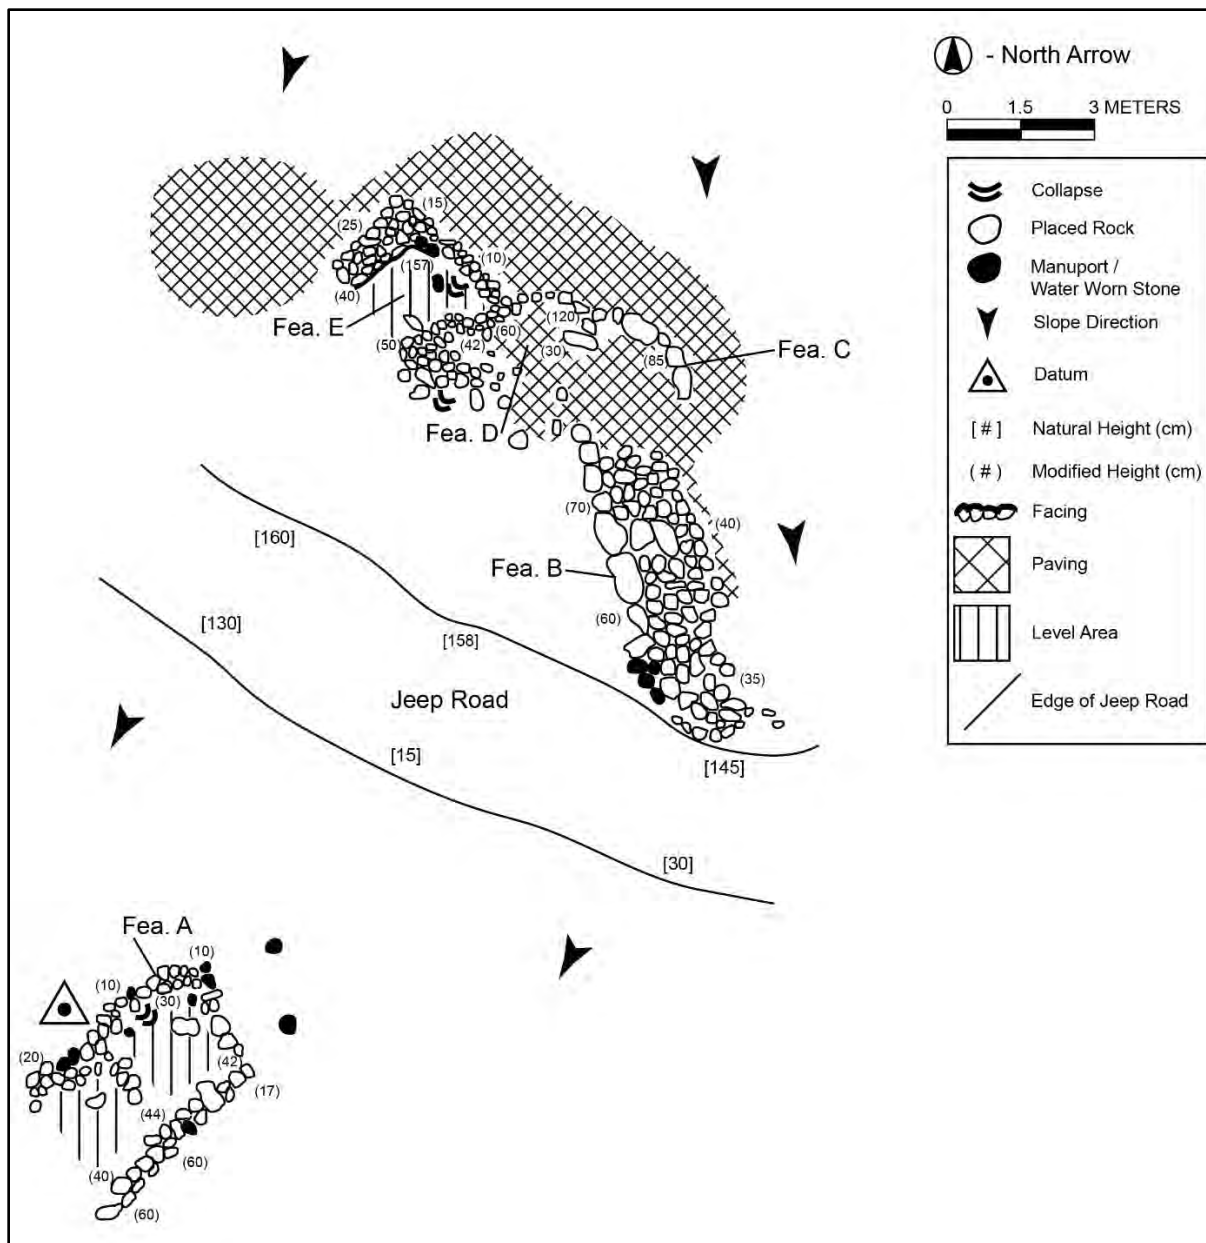 - North Arrow
0 1.5 3 METERS
Collapse
Placed Rock
Manuport /
Water Worn Stone
Slope Direction
Datum
[ # ] Natural Height (cm)
( # ) Modified Height (cm)
Facing
Paving
Level Area
Edge of Jeep Road
(15)
(25)
(10)
(157)
(40)
(120)
Fea. E
(60)
(50)
(42)
(30)
(85)
Fea. C
Fea. D
(70)
(40)
[160]
Fea. B
(60)
[130]
[158]
(35)
Jeep Road
[15]
[145]
[30]
Fea. A
(10)
(10)
(30)
(20)
(42)
(17)
(44)
(60)
(40)
(60)